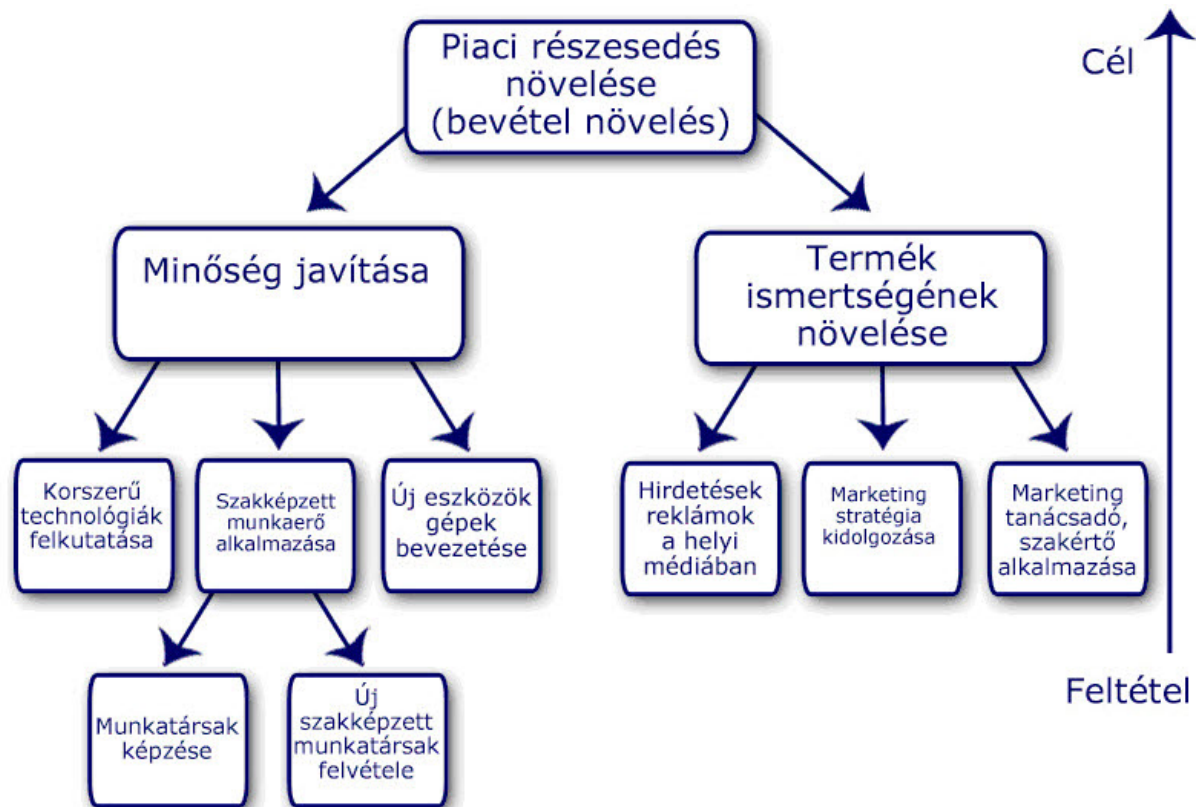 Piaci részesedés
növelése
(bevétel növelés)
Cél
Minőség javítása
Termék
ismertségének
növelése
Korszerű
technológiák
felkutatása
Szakképzett
munkaerő
alkalmazása
Új eszközök
gépek
bevezetése
Hirdetések
reklámok
a helyi
médiában
Marketing
stratégia
kidolgozása
Marketing
tanácsadó,
szakértő
alkalmazása
Feltétel
Munkatársak
képzése
Új
szakképzett
munkatársak
felvétele